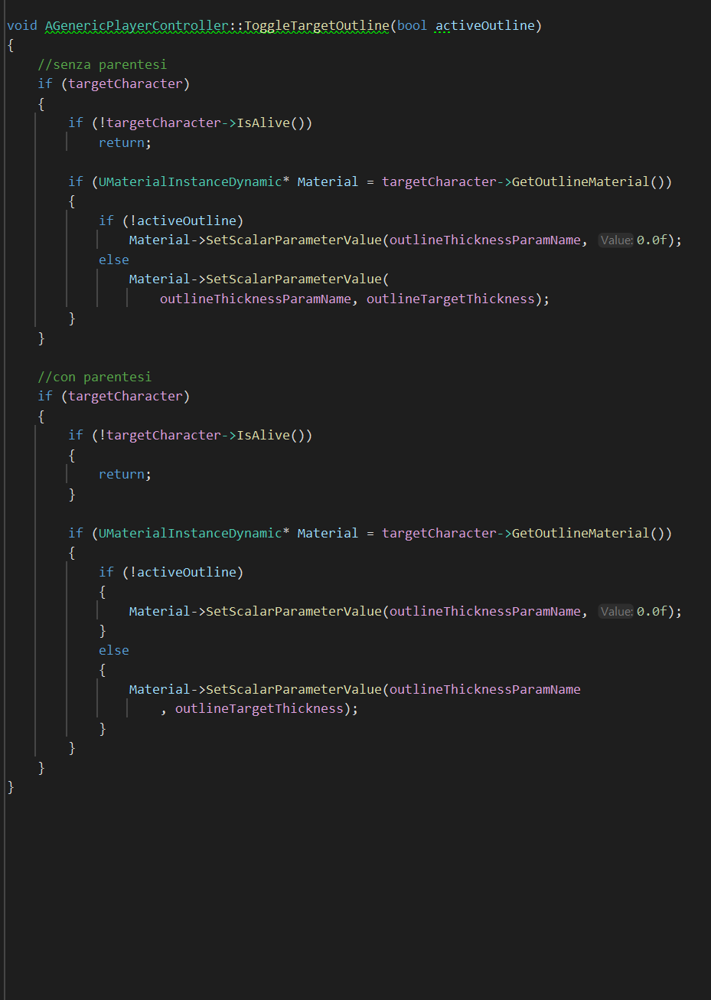 void AGenericPlayerController::ToggleTargetOutline(bool activeOutline)
{
//senza parentesi
if (targetCharacter)
{
if (!targetCharacter->IsAlive())
return;
if (UMaterialInstanceDynamic* Material = targetCharacter->GetOutlineMaterial())
{
if (!activeOutline)
Material->SetScalarParameterValue(outlineThicknessParamName, Value: 0.0f);
else
Material->SetScalarParameterValue(
outlineThicknessParamName, outlineTargetThickness);
}
}
//con parentesi
if (targetCharacter)
{
if (!targetCharacter->IsAlive())
{
return;
}
if (UMaterialInstanceDynamic* Material = targetCharacter->GetOutlineMaterial())
{
if (!activeOutline)
{
Material->SetScalarParameterValue(outlineThicknessParamName, Value: 0.0f);
}
else
{
Material->SetScalarParameterValue(outlineThicknessParamName
, outlineTargetThickness);
}
}
}
}